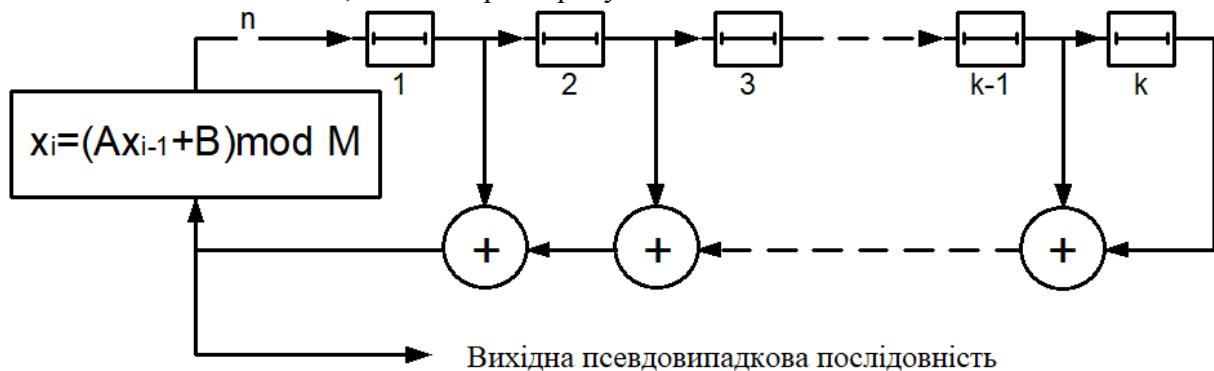 n
1
2
3
k-1
k
xi=(Axi-1+B)mod M
+
+
+
Вихідна псевдовипадкова послідовність